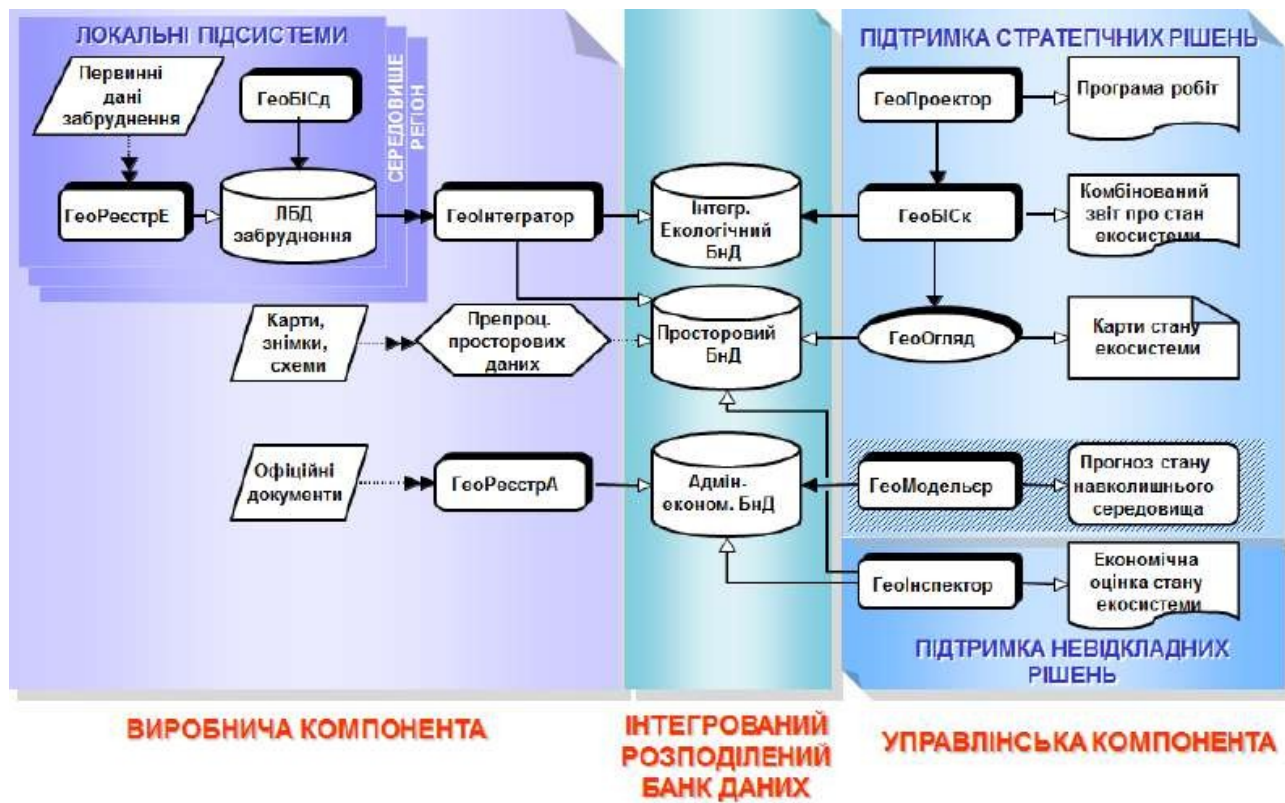 ЛОКАЛЬНІ ПІДСИСТЕМИ
Первинні
дані
забруднення
ГеоБІСд
СЕРЕДОВИЩЕ
РЕГІОН
ГеоРеєстрЕ
ЛБД
забруднення
ГеоІнтегратор
Карти,
знімки,
схеми
Препроц.
просторових
даних
Офіційні
документи
ГеоРеєстрА
Інтегр.
Екологічний
БнД
Просторовий
БнД
Адмін-
економ. БнД
ПІДТРИМКА СТРАТЕГІЧНИХ РІШЕНЬ
ГеоПроектор
Програма робіт
ГеоБІСк
Комбінований
звіт про стан
екосистеми
ГеоОгляд
Карти стану
екосистеми
ГеоМодельєр
Прогноз стану
навколишнього
середовища
ГеоІнспектор
Економічна
оцінка стану
екосистеми
ПІДТРИМКА НЕВІДКЛАДНИХ
РІШЕНЬ
ВИРОБНИЧА КОМПОНЕНТА
ІНТЕГРОВАНИЙ
РОЗПОДІЛЕНИЙ
БАНК ДАНИХ
УПРАВЛІНСЬКА КОМПОНЕНТА